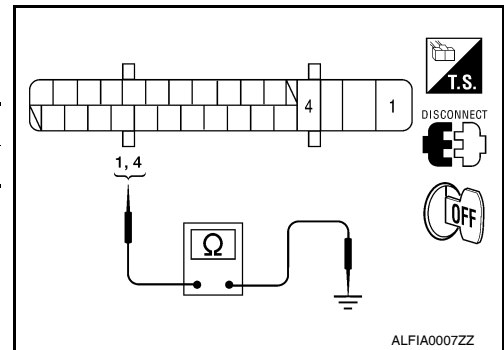 4
1
T.S.
DISCONNECT
1, 4
Ω
OFF
ALFIA0007ZZ